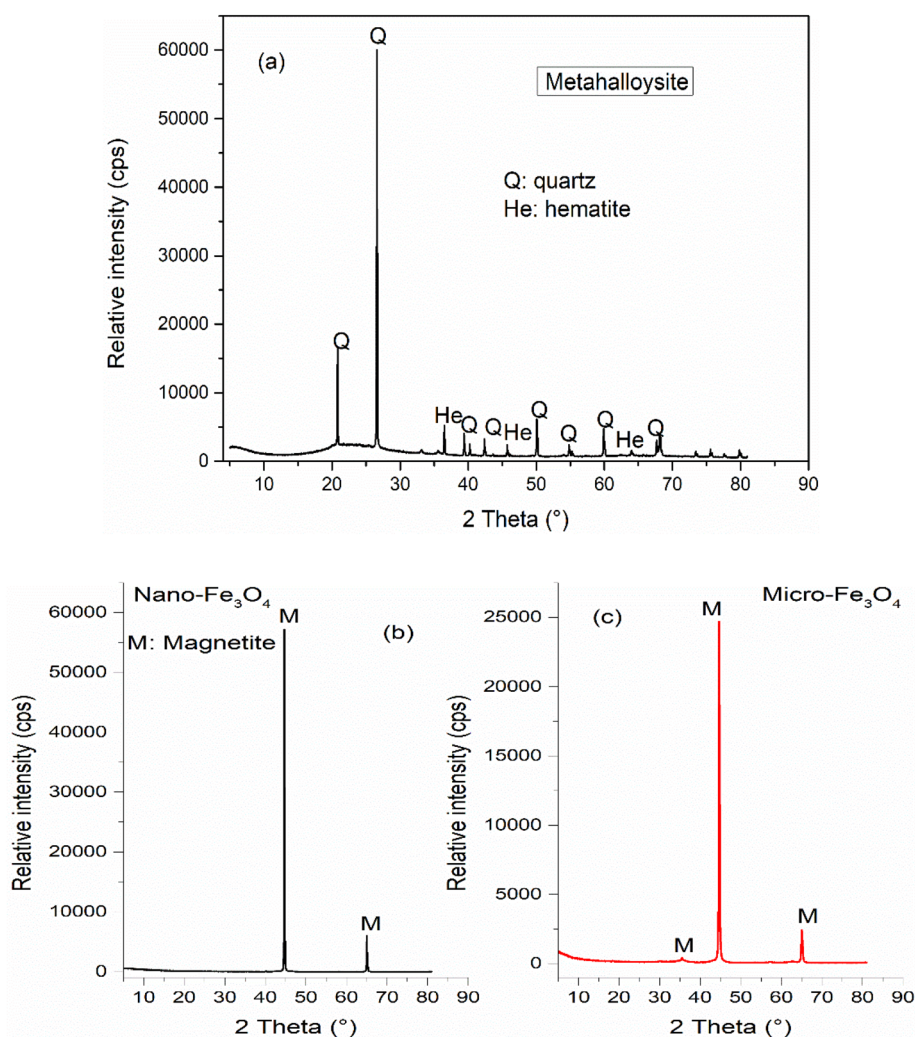 (a)
Metahalloysite
Q: quartz
He: hematite
Q
Q
He
Q
Q
He
Q
Q
Q
He
Q
Relative intensity (cps)
60000
50000
40000
30000
20000
10000
0
10 20 30 40 50 60 70 80 90
2 Theta (°)
Nano-Fe₃O₄
M: Magnetite
(b)
M
M
Relative intensity (cps)
60000
50000
40000
30000
20000
10000
0
10 20 30 40 50 60 70 80 90
2 Theta (°)
Micro-Fe₃O₄
(c)
M
M
M
Relative intensity (cps)
25000
20000
15000
10000
5000
0
10 20 30 40 50 60 70 80 90
2 Theta (°)